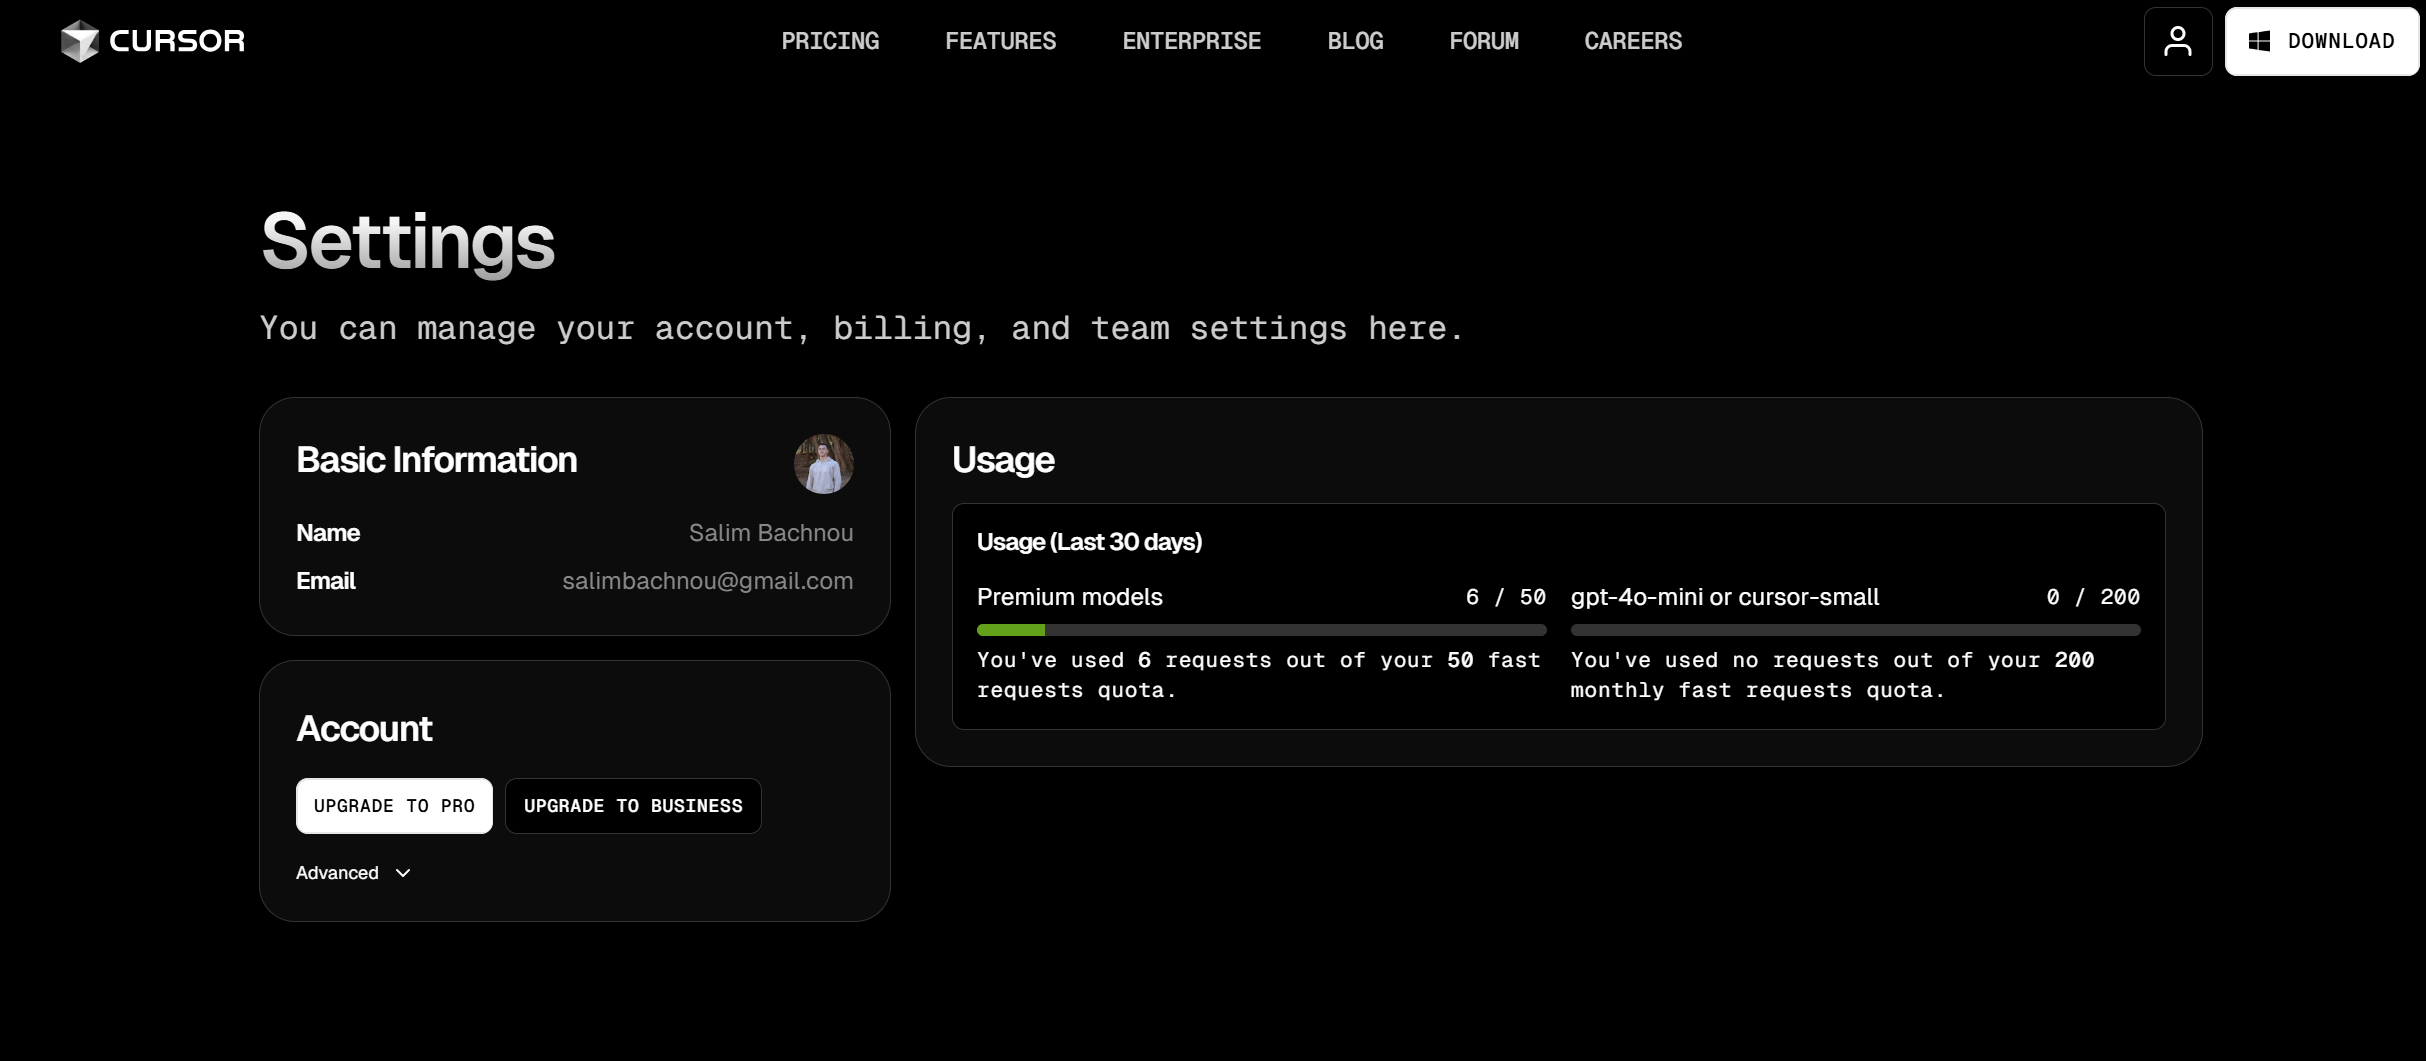 CURSOR
PRICING
FEATURES
ENTERPRISE
BLOG
FORUM
CAREERS
DOWNLOAD
Settings
You can manage your account, billing, and team settings here.
Basic Information
Name Salim Bachnou
Email salimbachnou@gmail.com
Account
UPGRADE TO PRO
UPGRADE TO BUSINESS
Advanced
Usage
Usage (Last 30 days)
Premium models 6 / 50
You've used 6 requests out of your 50 fast
requests quota.
gpt-4o-mini or cursor-small 0 / 200
You've used no requests out of your 200
monthly fast requests quota.